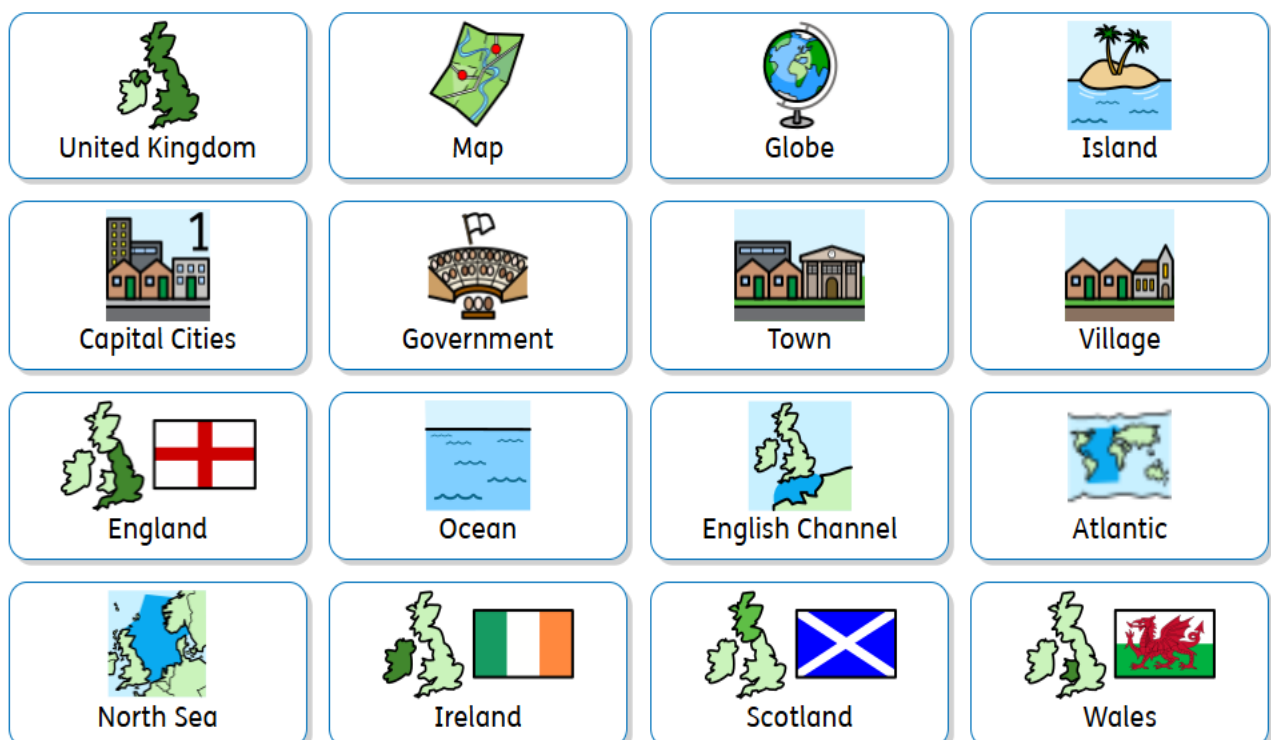 United Kingdom
Map
Globe
Island
1
Capital Cities
Government
Town
Village
England
Ocean
English Channel
Atlantic
North Sea
Ireland
Scotland
Wales